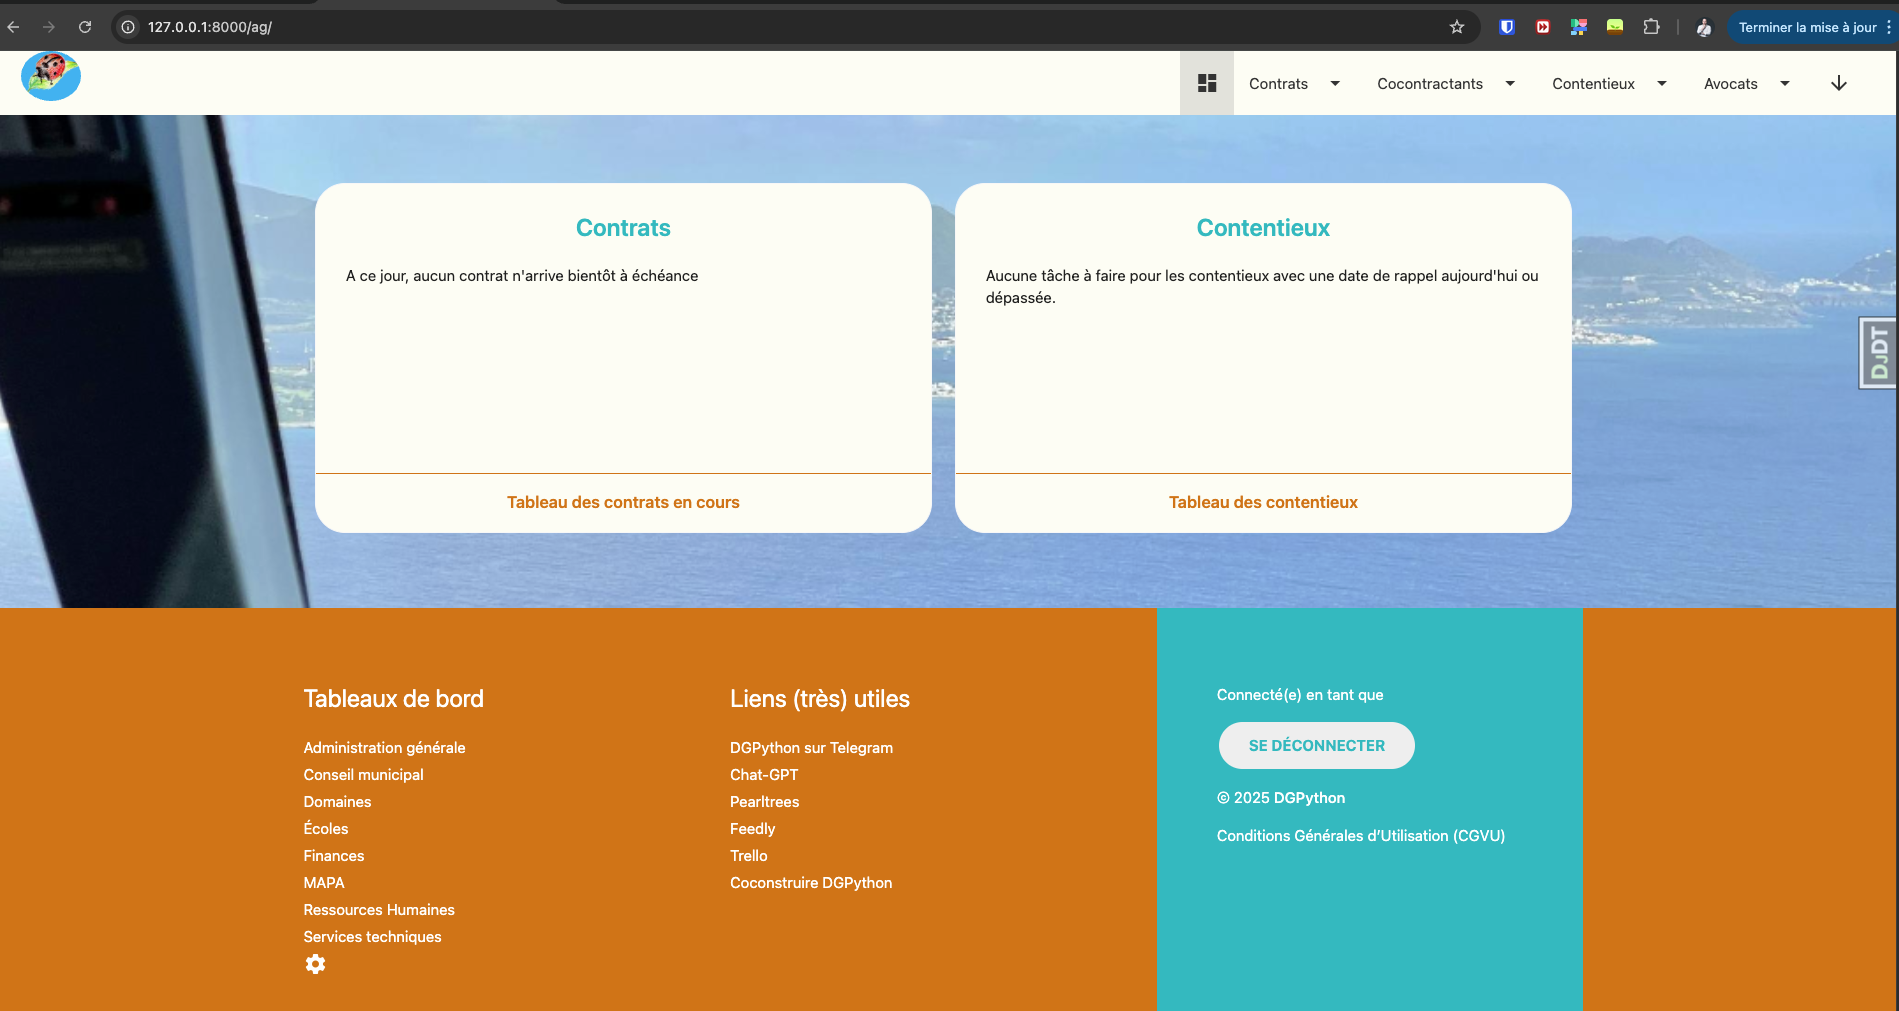 127.0.0.1:8000/ag/
Terminer la mise à jour
Contrats
Cocontractants
Contentieux
Avocats
Contrats
A ce jour, aucun contrat n'arrive bientôt à échéance
Tableau des contrats en cours
Contentieux
Aucune tâche à faire pour les contentieux avec une date de rappel aujourd'hui ou
dépassée.
Tableau des contentieux
DJDT
Tableaux de bord
Administration générale
Conseil municipal
Domaines
Écoles
Finances
MAPA
Ressources Humaines
Services techniques
Liens (très) utiles
DGPython sur Telegram
Chat-GPT
Pearltrees
Feedly
Trello
Coconstruire DGPython
Connecté(e) en tant que
SE DÉCONNECTER
© 2025 DGPython
Conditions Générales d’Utilisation (CGVU)